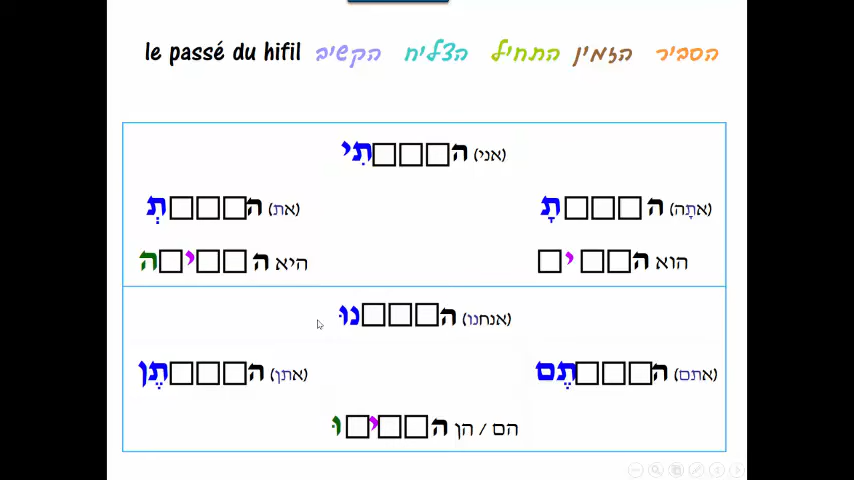 le passé du hifil הקשיב הצליח התחיל הזמין הסביר
(אני) ה□□□תִי
(אתָה) ה□□□תָ (את) ה□□□תְ
הוא ה□□י□ היא ה□□י□ה
(אנחנו) ה□□□נוּ
(אתם) ה□□□תֶם (אתן) ה□□□תֶן
הם / הן ה□□י□וּ